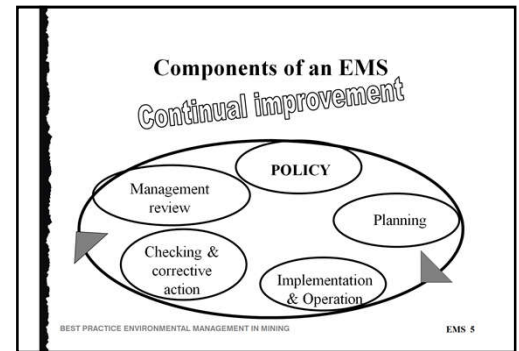 Components of an EMS
Continual improvement
POLICY
Management
review
Planning
Checking &
corrective
action
Implementation
& Operation
BEST PRACTICE ENVIRONMENTAL MANAGEMENT IN MINING
EMS 5